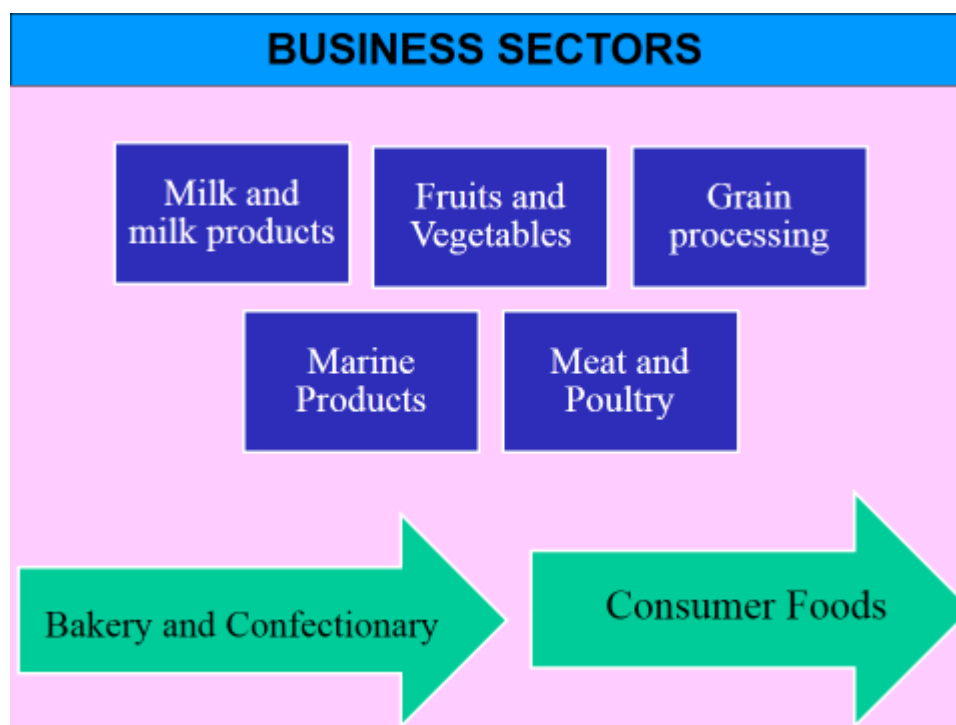 BUSINESS SECTORS
Milk and
milk products
Fruits and
Vegetables
Grain
processing
Marine
Products
Meat and
Poultry
Bakery and Confectionary
Consumer Foods